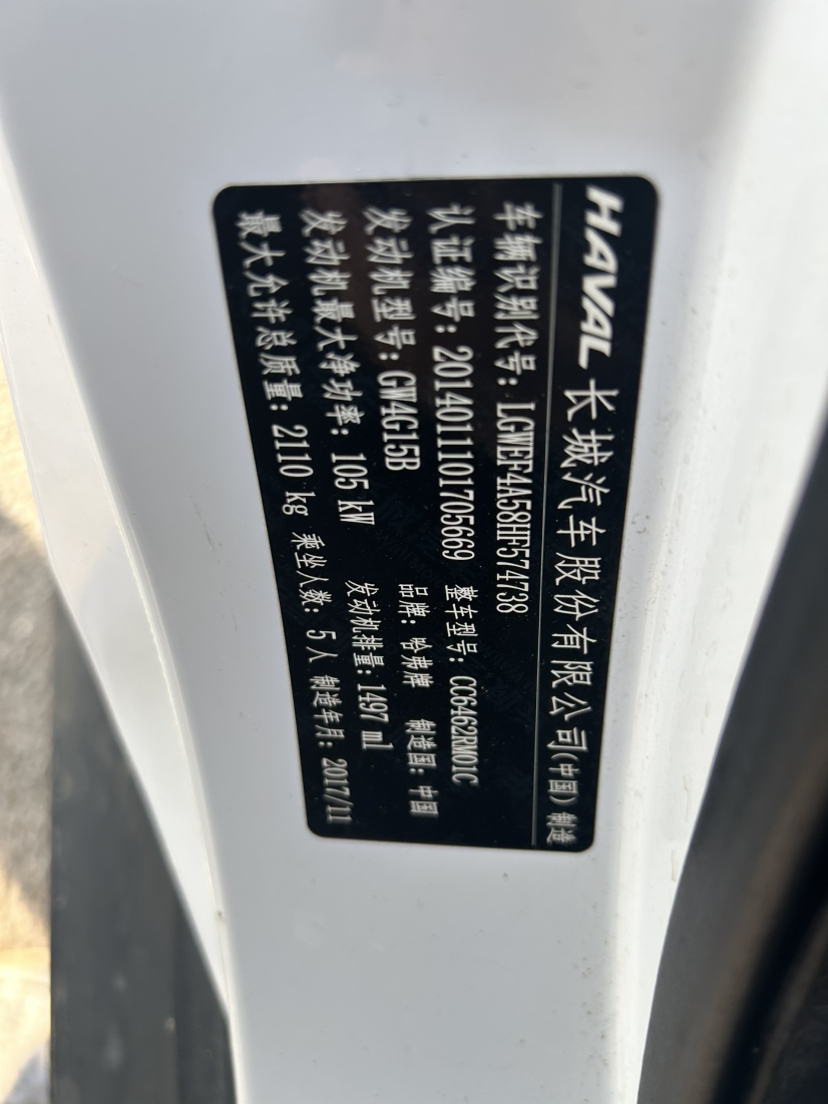 HAVAL 长城汽车股份有限公司(中国) 制造
车辆识别代号: LGWEF4A58HF574738
认证编号: 2014011101705669 整车型号: CC6462RM01C
发动机型号: GW4G15B 品牌: 哈弗牌 制造国: 中国
发动机最大净功率: 105 kW 发动机排量: 1497 ml
最大允许总质量: 2110 kg 乘坐人数: 5人 制造年月: 2017/11